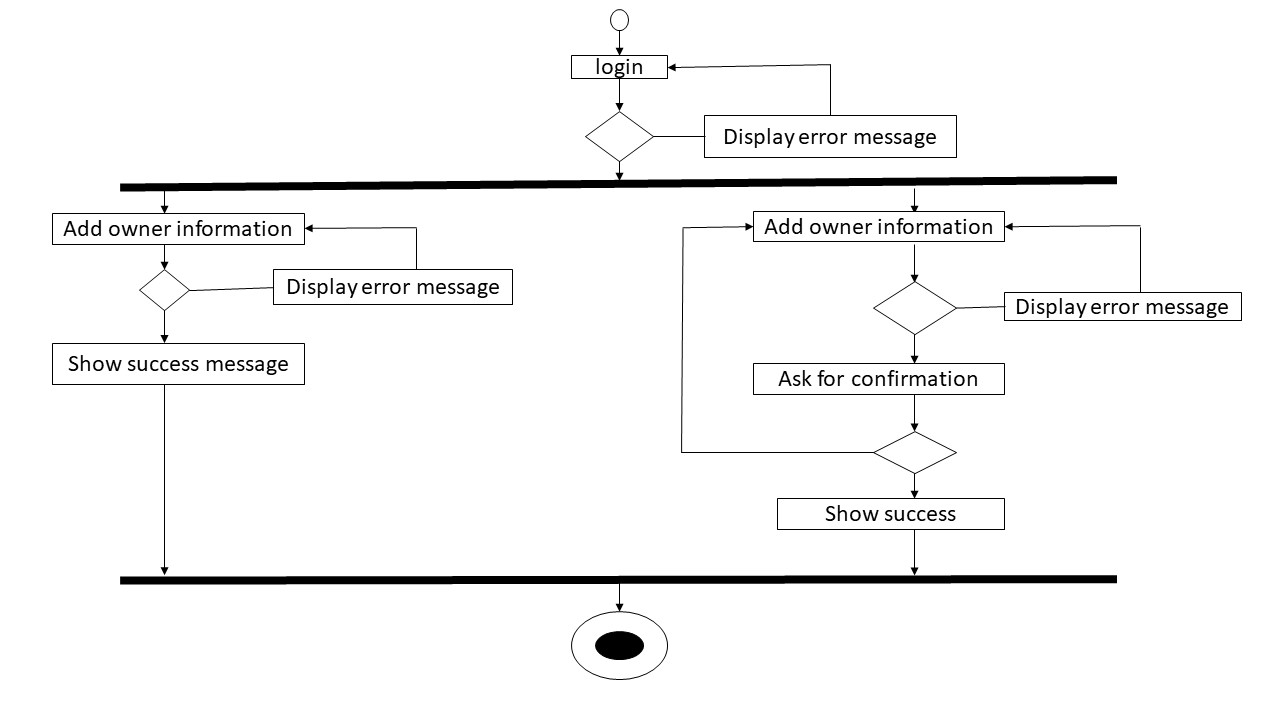 login
Display error message
Add owner information
Display error message
Show success message
Add owner information
Display error message
Ask for confirmation
Show success